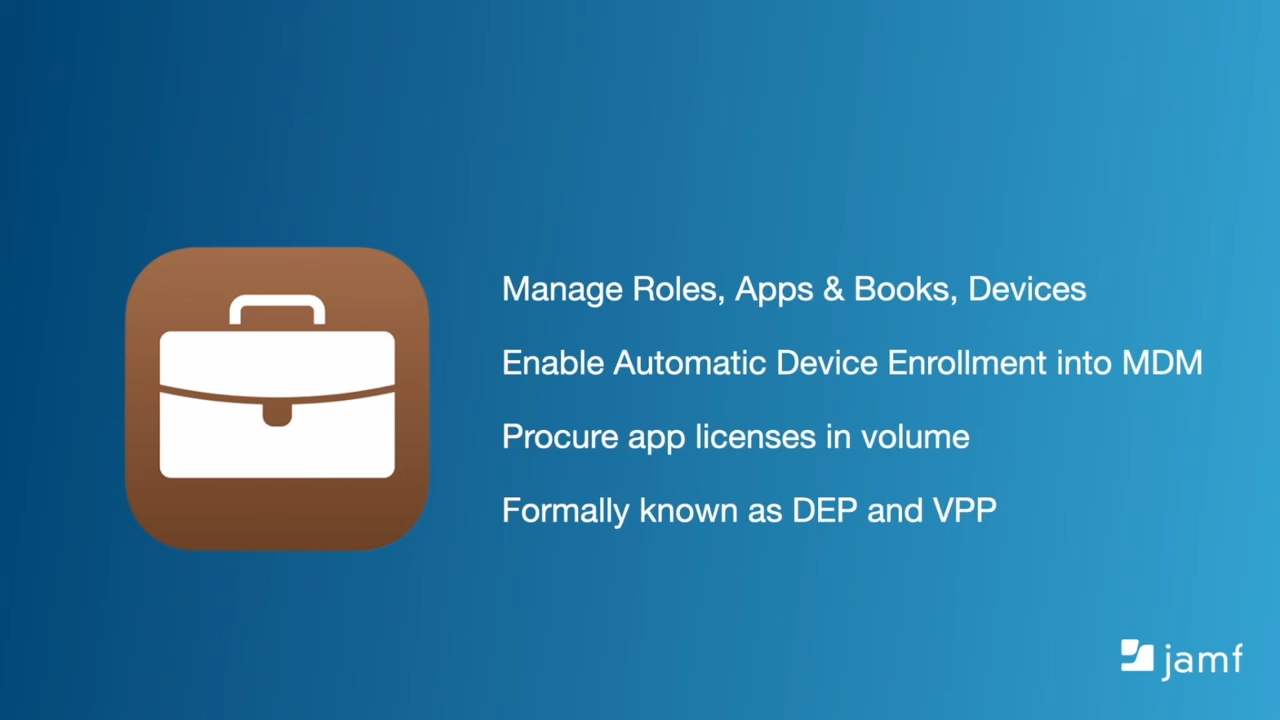 Manage Roles, Apps & Books, Devices
Enable Automatic Device Enrollment into MDM
Procure app licenses in volume
Formally known as DEP and VPP
jamf